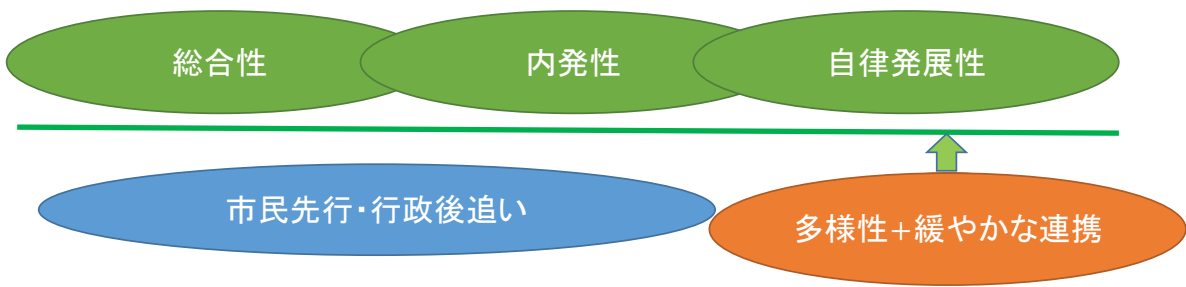 総合性
内発性
自律発展性
市民先行・行政後追い
多様性+緩やかな連携